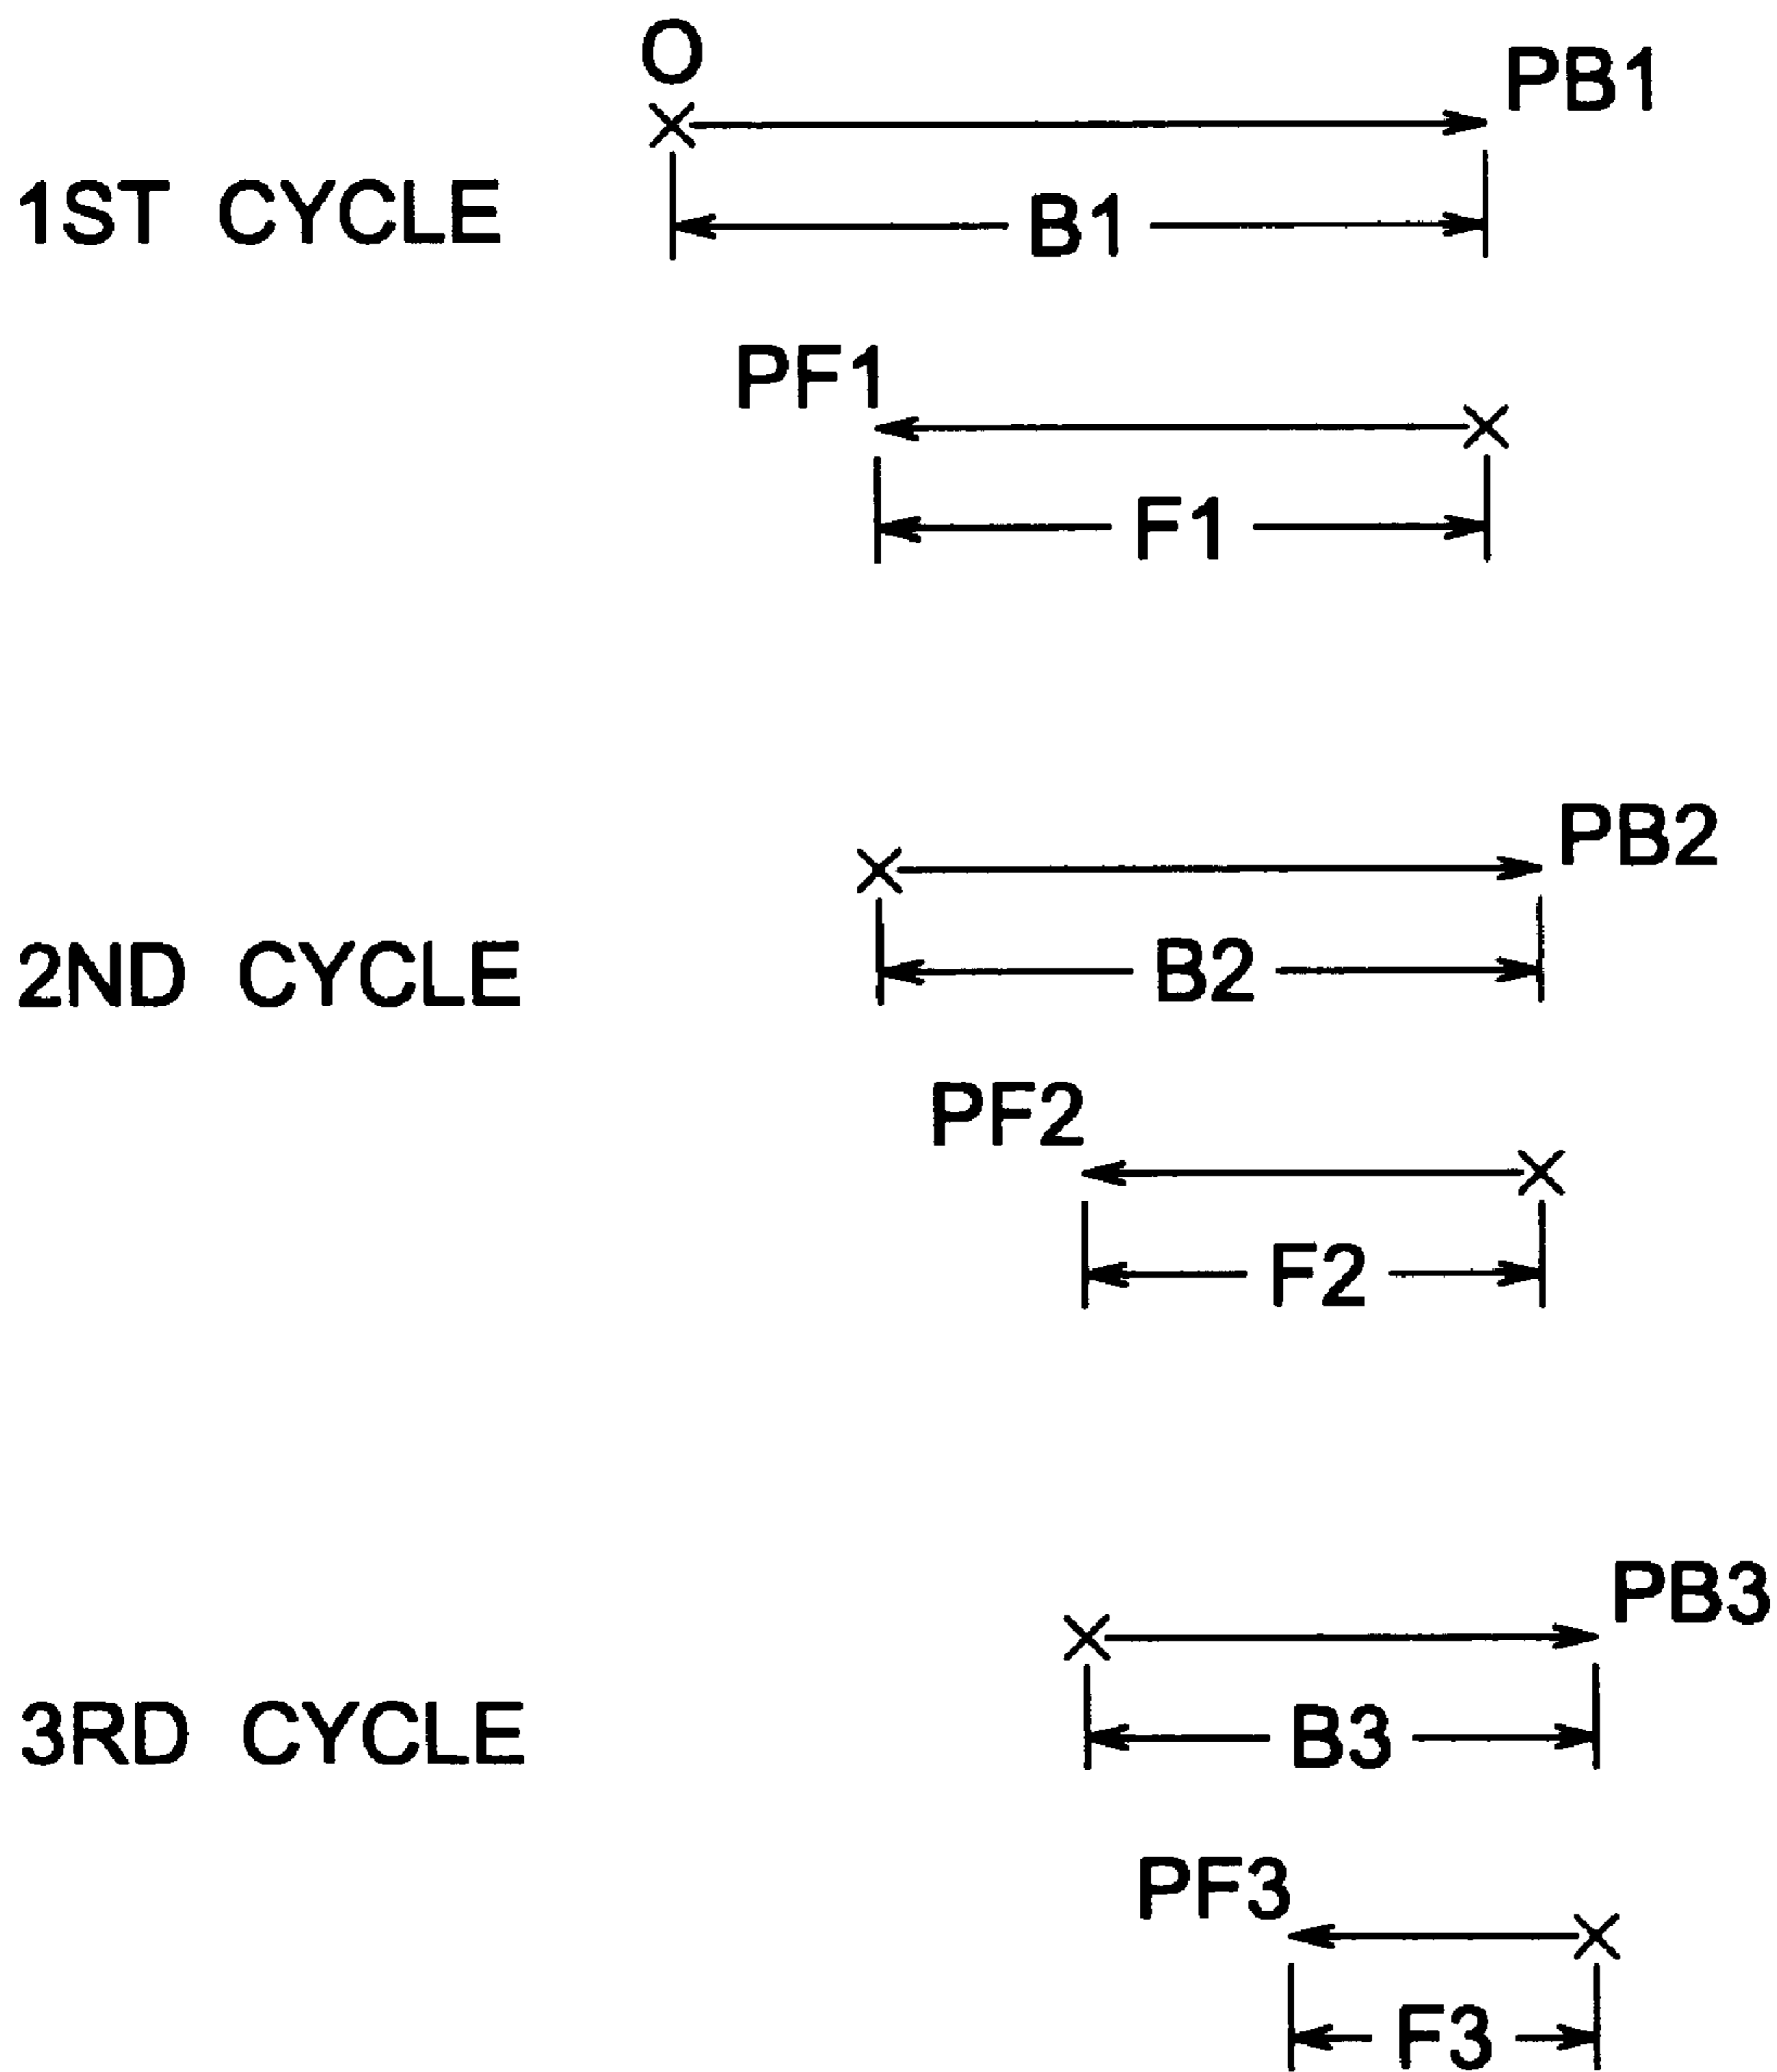 O
PB1
1ST CYCLE
B1
PF1
F1
PB2
2ND CYCLE
B2
PF2
F2
PB3
3RD CYCLE
B3
PF3
F3